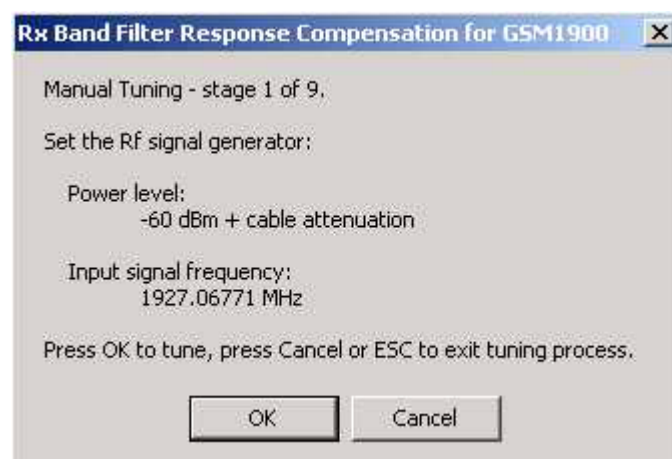 Rx Band Filter Response Compensation for GSM1900
Manual Tuning - stage 1 of 9.
Set the Rf signal generator:
Power level:
-60 dBm + cable attenuation
Input signal frequency:
1927.06771 MHz
Press OK to tune, press Cancel or ESC to exit tuning process.
OK
Cancel